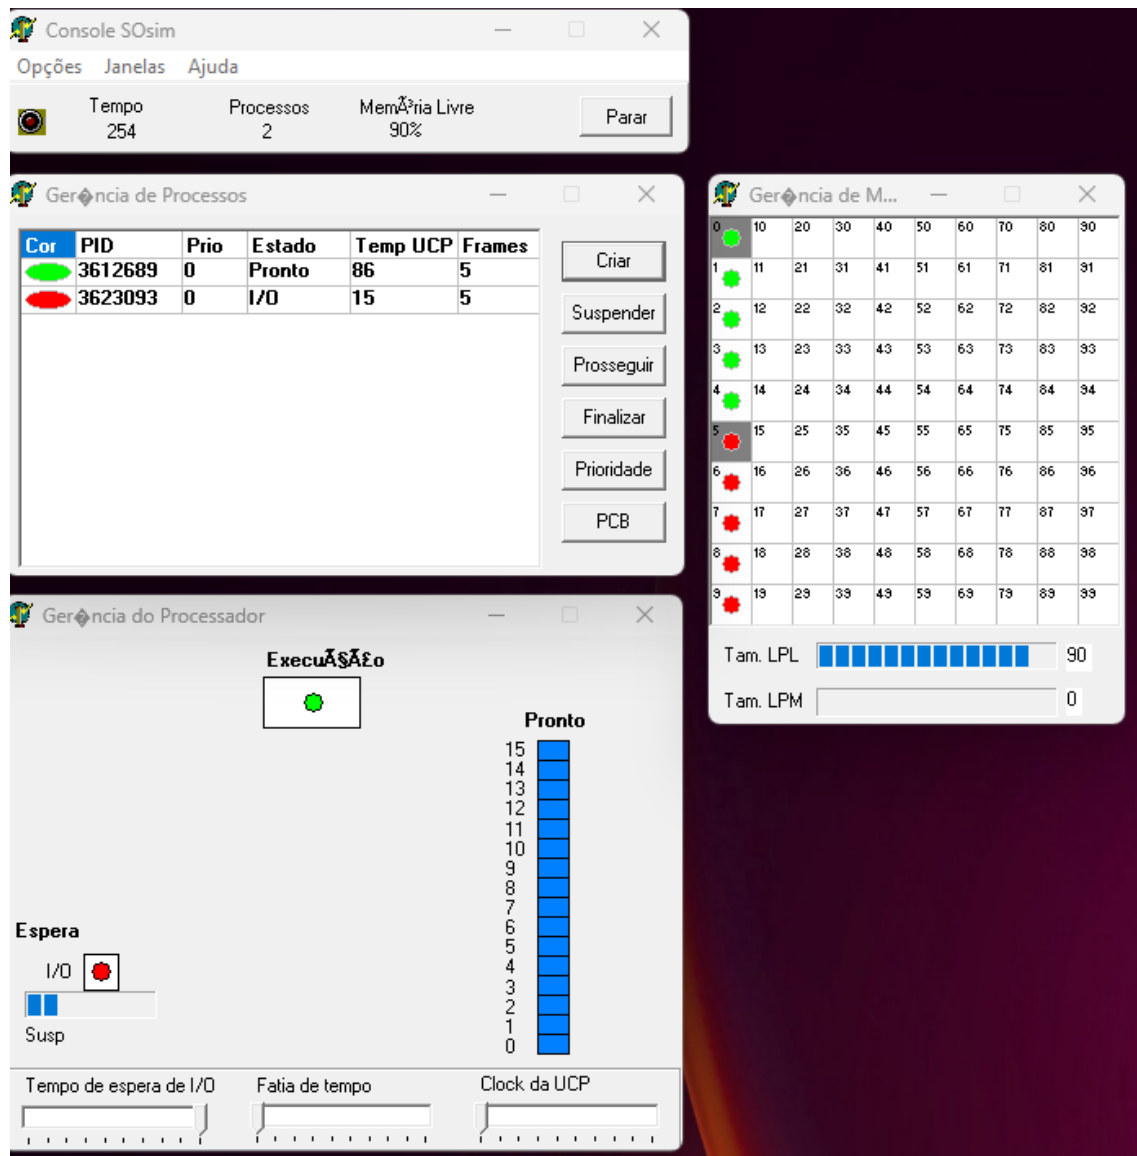 Console SOsim
Opções Janelas Ajuda
Tempo Processos MemÃ³ria Livre
254 2 90%
Parar
Ger�ncia de Processos
Cor PID Prio Estado Temp UCP Frames
3612689 0 Pronto 86 5
3623093 0 I/O 15 5
Criar
Suspender
Prosseguir
Finalizar
Prioridade
PCB
Ger�ncia de M...
0 10 20 30 40 50 60 70 80 90
1 11 21 31 41 51 61 71 81 91
2 12 22 32 42 52 62 72 82 92
3 13 23 33 43 53 63 73 83 93
4 14 24 34 44 54 64 74 84 94
5 15 25 35 45 55 65 75 85 95
6 16 26 36 46 56 66 76 86 96
7 17 27 37 47 57 67 77 87 97
8 18 28 38 48 58 68 78 88 98
9 19 29 39 49 59 69 79 89 99
Tam. LPL 90
Tam. LPM 0
Ger�ncia do Processador
ExecuÃ§Ã£o
Pronto
15
14
13
12
11
10
9
8
7
6
5
4
3
2
1
0
Espera
I/O
Susp
Tempo de espera de I/O Fatia de tempo Clock da UCP